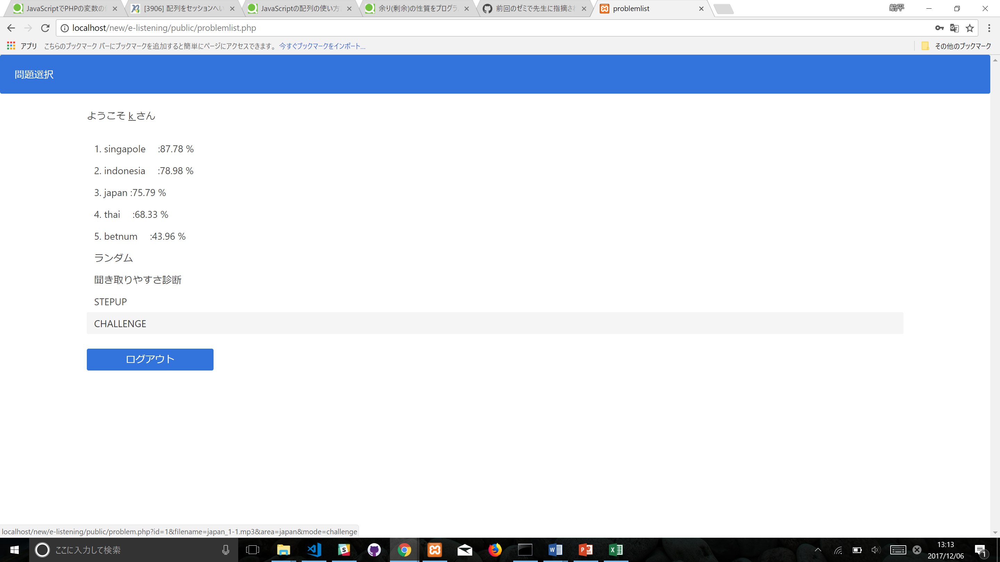 JavaScriptでPHPの変数の
[3906] 配列をセッションへい
JavaScriptの配列の使い方
余り(剰余)の性質をプログラ
前回のゼミで先生に指摘され
problemlist
航平
localhost/new/e-listening/public/problemlist.php
アプリ こちらのブックマーク バーにブックマークを追加すると簡単にページにアクセスできます。 今すぐブックマークをインポート...
その他のブックマーク
問題選択
ようこそ k さん
1. singapole :87.78 %
2. indonesia :78.98 %
3. japan :75.79 %
4. thai :68.33 %
5. betnum :43.96 %
ランダム
聞き取りやすさ診断
STEPUP
CHALLENGE
ログアウト
localhost/new/e-listening/public/problem.php?id=1&filename=japan_1-1.mp3&area=japan&mode=challenge
ここに入力して検索
13:13
2017/12/06
1